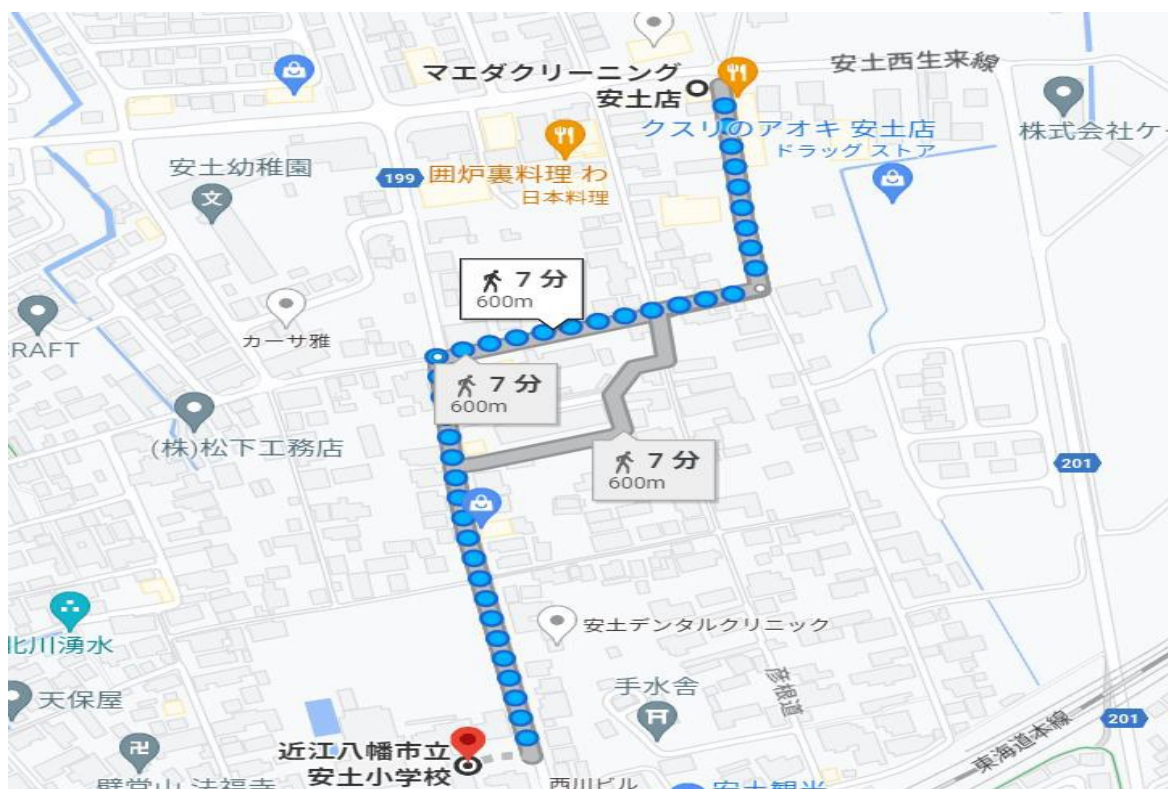 マエダクリーニング
安土店
安土西生来線
クスリのアオキ 安土店
ドラッグ ストア
株式会社ケ
安土幼稚園
199
囲炉裏料理 わ
日本料理
7 分
600m
カーサ雅
RAFT
7 分
600m
(株)松下工務店
7 分
600m
201
安土デンタルクリニック
北川湧水
手水舎
彦根道
天保屋
201
東海道本線
近江八幡市立
安土小学校
西川ビル
安土観光